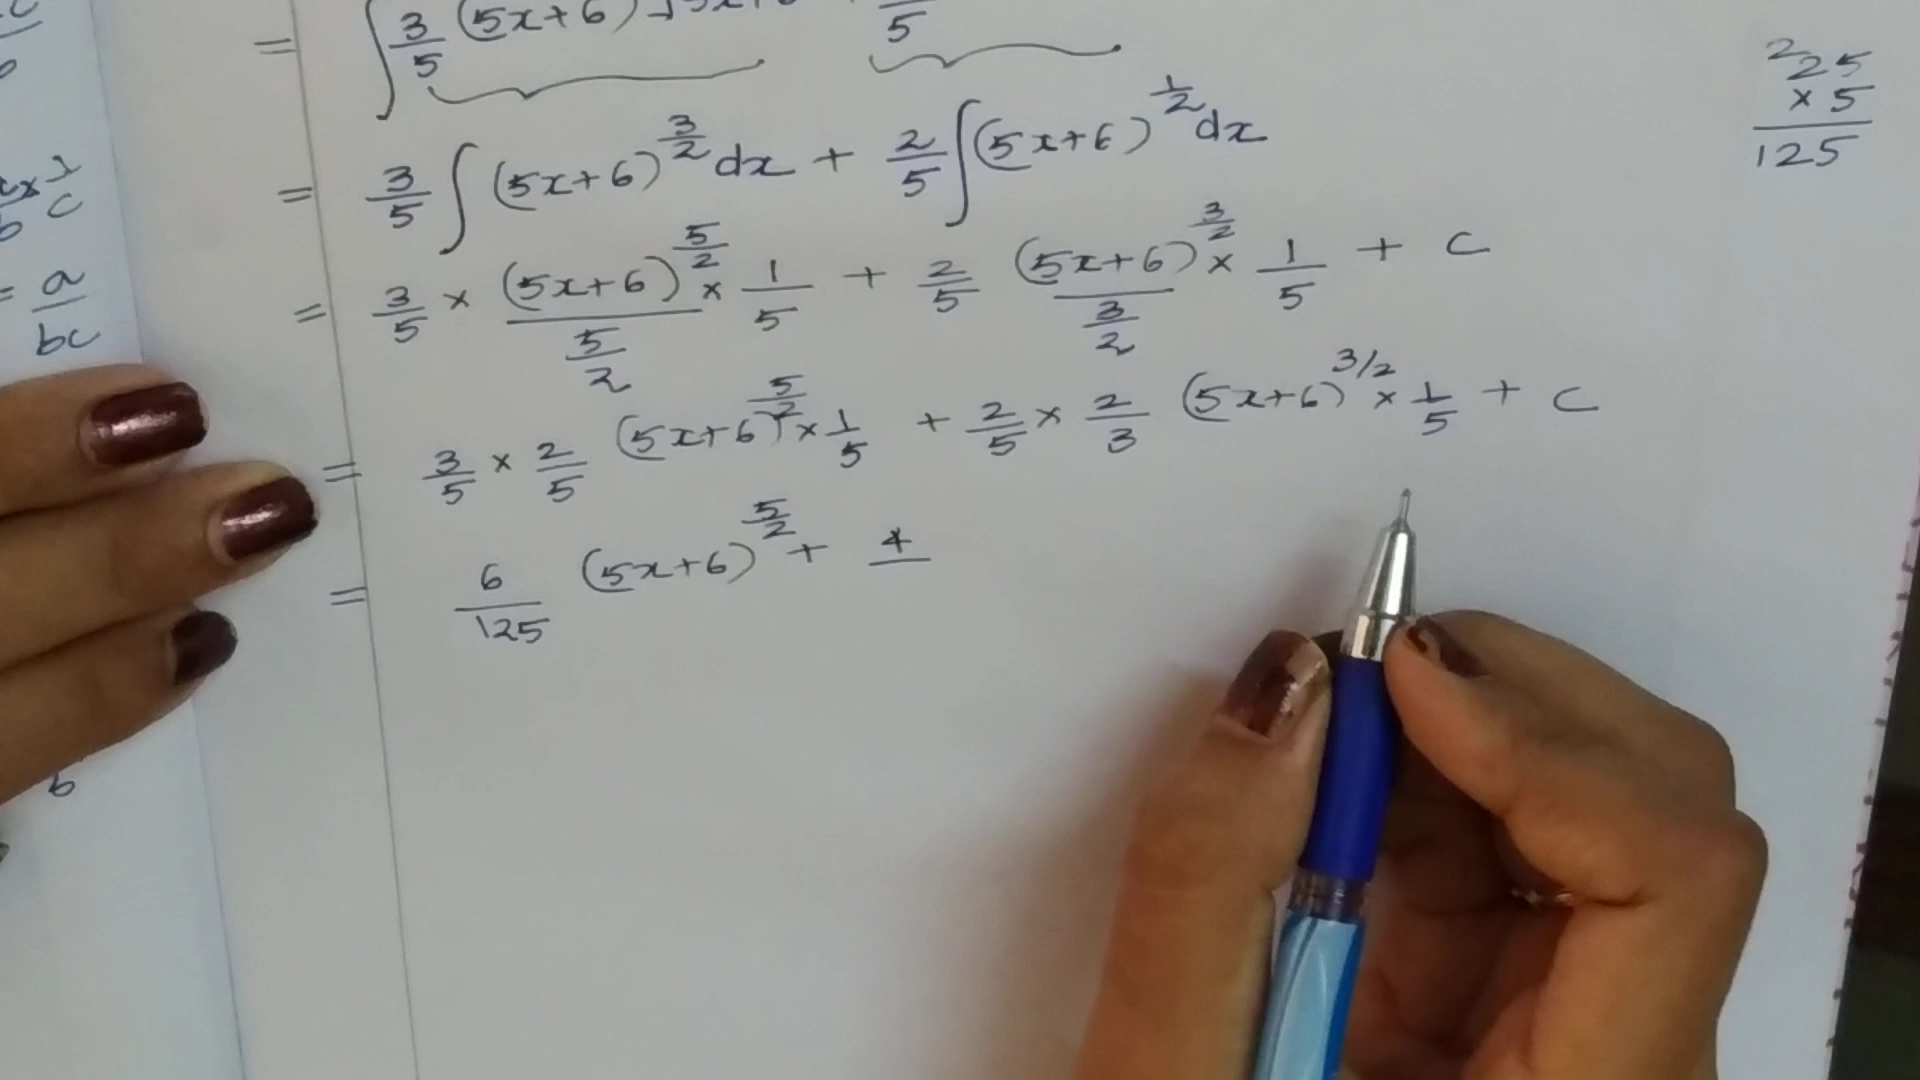 = ∫ 3/5 (5x+6) 5
= 3/5 ∫ (5x+6)^3/2 dx + 2/5 ∫ (5x+6)^1/2 dx
= 3/5 × (5x+6)^5/2 / 5/2 × 1/5 + 2/5 (5x+6)^3/2 / 3/2 × 1/5 + c
= 3/5 × 2/5 (5x+6)^5/2 × 1/5 + 2/5 × 2/3 (5x+6)^3/2 × 1/5 + c
= 6/125 (5x+6)^5/2 + 4
2
25
× 5
125
= a/bc
b